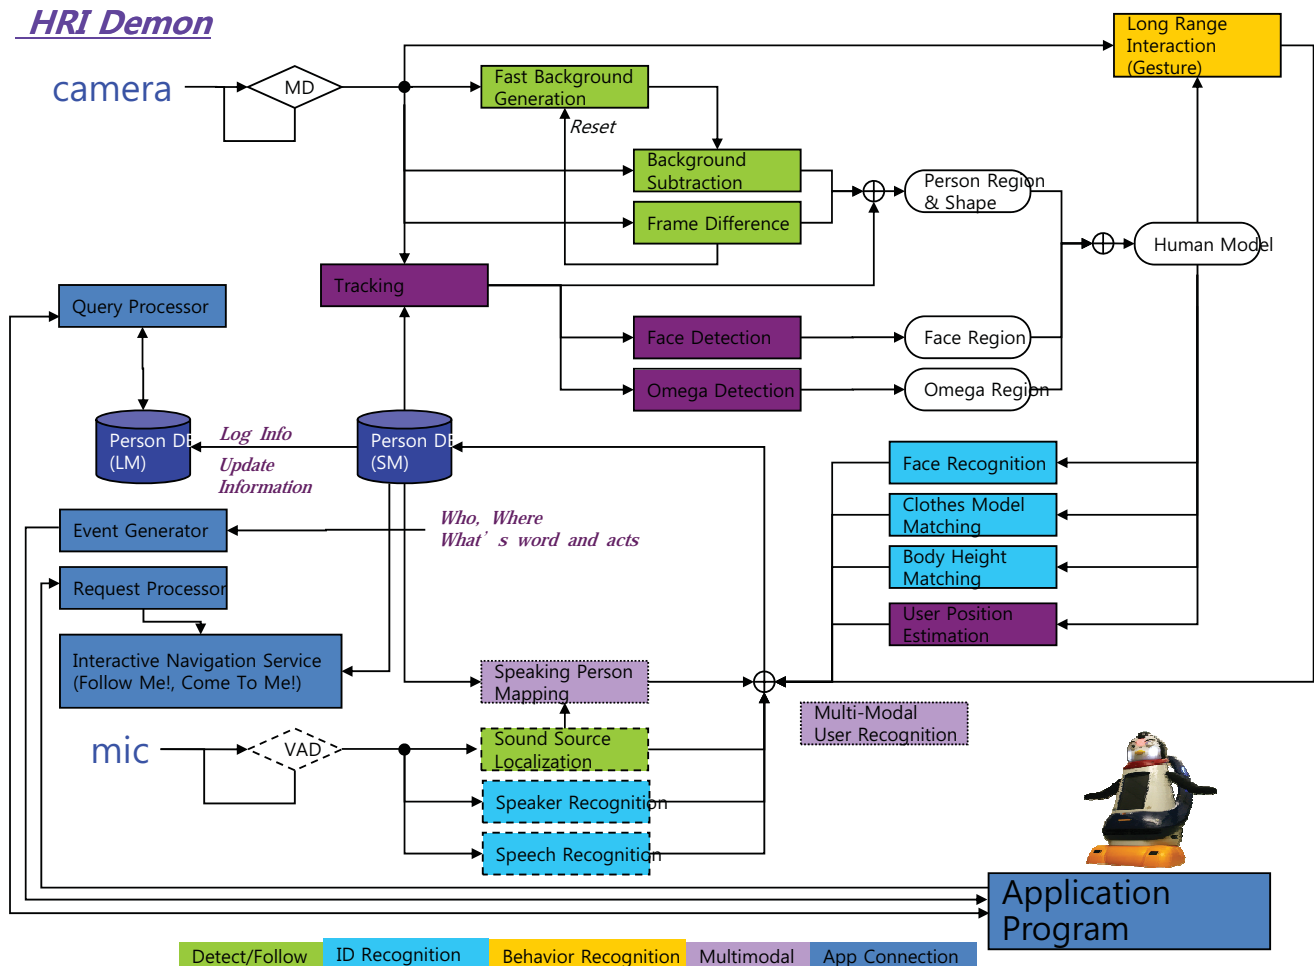 HRI Demon
camera
MD
Fast Background
Generation
Reset
Background
Subtraction
Frame Difference
Long Range
Interaction
(Gesture)
Person Region
& Shape
Human Model
Tracking
Query Processor
Face Detection
Face Region
Omega Detection
Omega Region
Person DB
(LM)
Log Info
Update
Information
Person DB
(SM)
Face Recognition
Clothes Model
Matching
Body Height
Matching
User Position
Estimation
Event Generator
Who, Where
What's word and acts
Request Processor
Interactive Navigation Service
(Follow Me!, Come To Me!)
Speaking Person
Mapping
Multi-Modal
User Recognition
mic
VAD
Sound Source
Localization
Speaker Recognition
Speech Recognition
Application
Program
Detect/Follow
ID Recognition
Behavior Recognition
Multimodal
App Connection